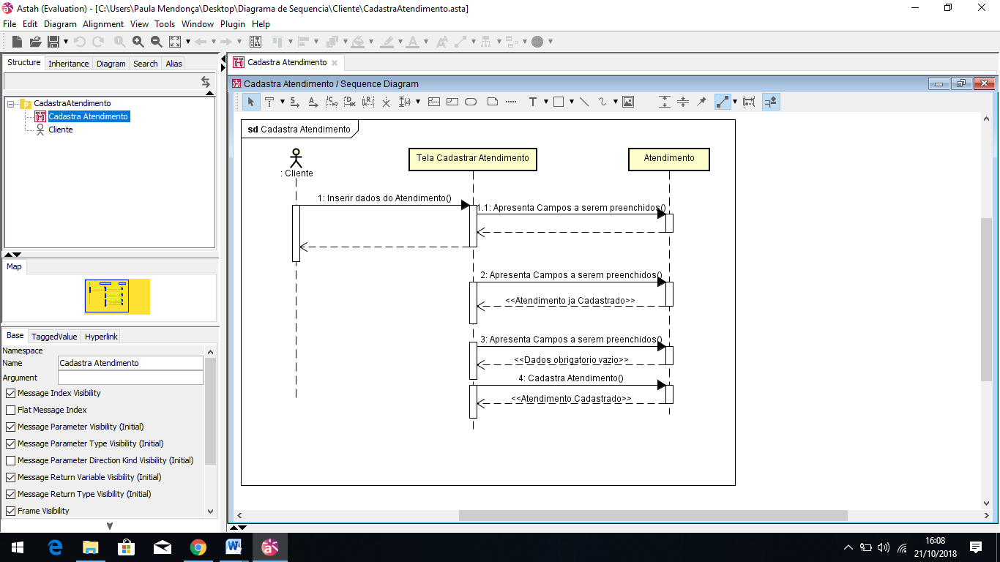 Astah (Evaluation) - [C:\Users\Paula Mendonça\Desktop\Diagrama de Sequencia\Cliente\CadastraAtendimento.asta]
File Edit Diagram Alignment View Tools Window Plugin Help
Structure Inheritance Diagram Search Alias
CadastraAtendimento
Cadastra Atendimento
Cliente
Map
Base TaggedValue Hyperlink
Namespace
Name Cadastra Atendimento
Argument
Message Index Visibility
Flat Message Index
Message Parameter Visibility (Initial)
Message Parameter Type Visibility (Initial)
Message Parameter Direction Kind Visibility (Initial)
Message Return Variable Visibility (Initial)
Message Return Type Visibility (Initial)
Frame Visibility
Cadastra Atendimento
Cadastra Atendimento / Sequence Diagram
sd Cadastra Atendimento
: Cliente
Tela Cadastrar Atendimento
Atendimento
1: Inserir dados do Atendimento()
1.1: Apresenta Campos a serem preenchidos()
2: Apresenta Campos a serem preenchidos()
<<Atendimento ja Cadastrado>>
3: Apresenta Campos a serem preenchidos()
<<Dados obrigatorio vazio>>
4: Cadastra Atendimento()
<<Atendimento Cadastrado>>
16:08
21/10/2018